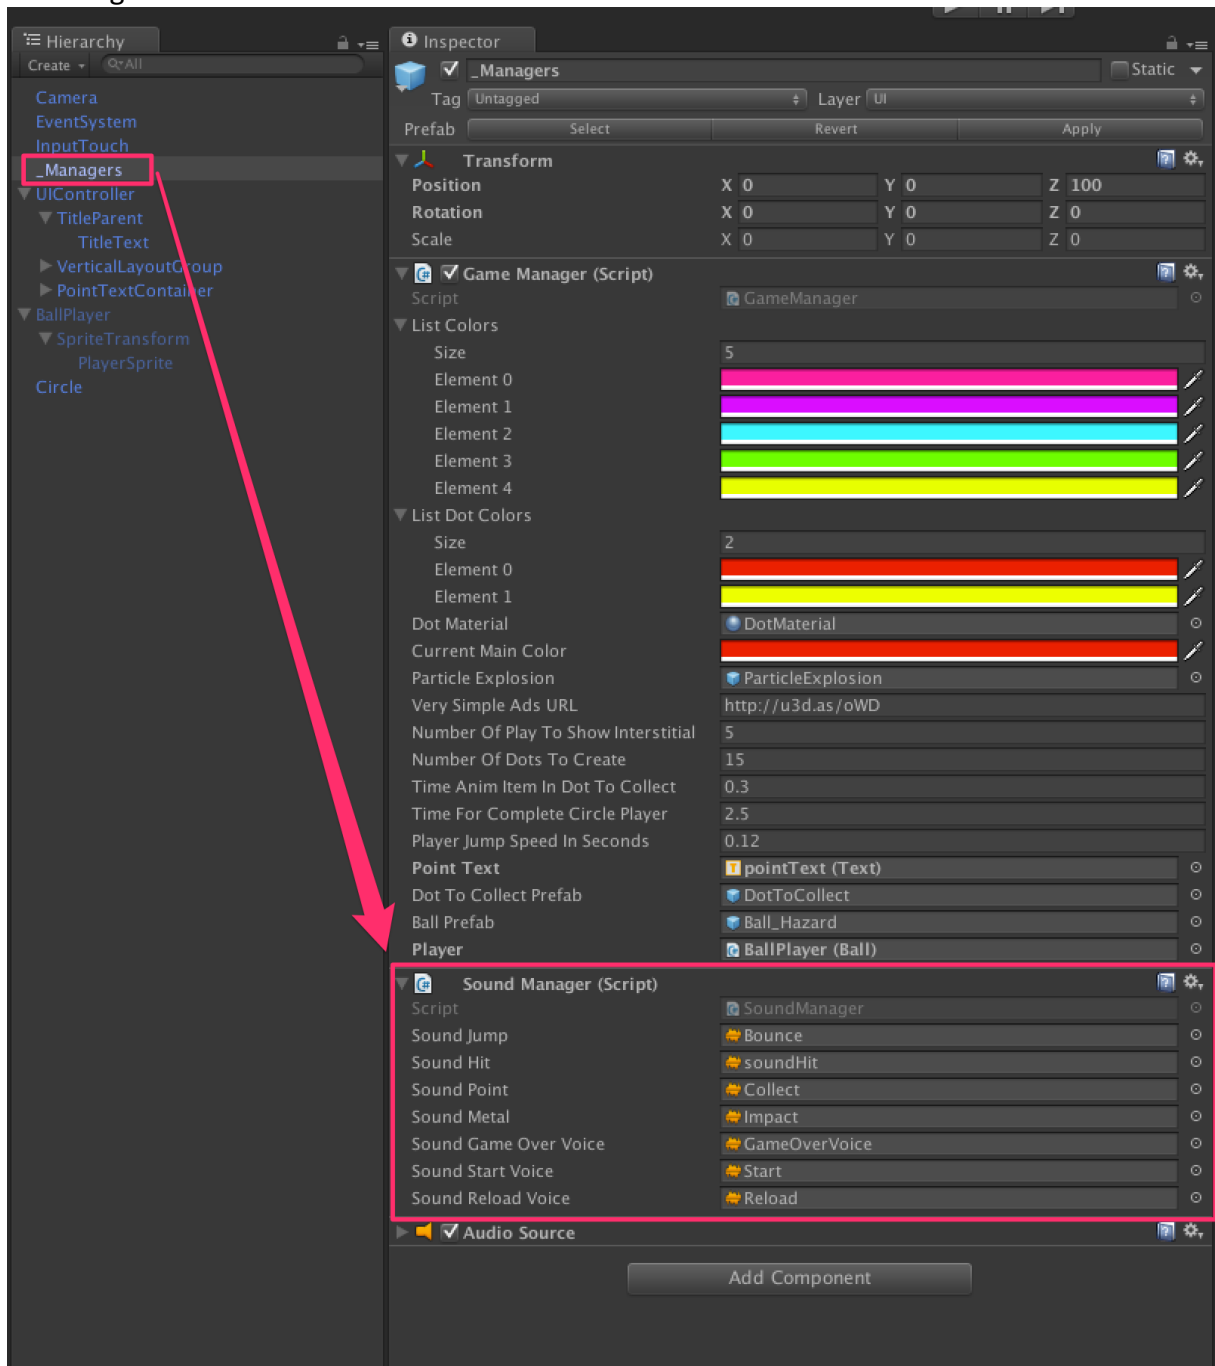 Hierarchy
Create
All
Camera
EventSystem
InputTouch
_Managers
UIController
TitleParent
TitleText
VerticalLayoutGroup
PointTextContainer
BallPlayer
SpriteTransform
PlayerSprite
Circle
Inspector
_Managers Static
Tag Untagged Layer UI
Prefab Select Revert Apply
Transform
Position X 0 Y 0 Z 100
Rotation X 0 Y 0 Z 0
Scale X 0 Y 0 Z 0
Game Manager (Script)
Script GameManager
List Colors
Size 5
Element 0
Element 1
Element 2
Element 3
Element 4
List Dot Colors
Size 2
Element 0
Element 1
Dot Material DotMaterial
Current Main Color
Particle Explosion ParticleExplosion
Very Simple Ads URL http://u3d.as/oWD
Number Of Play To Show Interstitial 5
Number Of Dots To Create 15
Time Anim Item In Dot To Collect 0.3
Time For Complete Circle Player 2.5
Player Jump Speed In Seconds 0.12
Point Text pointText (Text)
Dot To Collect Prefab DotToCollect
Ball Prefab Ball_Hazard
Player BallPlayer (Ball)
Sound Manager (Script)
Script SoundManager
Sound Jump Bounce
Sound Hit soundHit
Sound Point Collect
Sound Metal Impact
Sound Game Over Voice GameOverVoice
Sound Start Voice Start
Sound Reload Voice Reload
Audio Source
Add Component